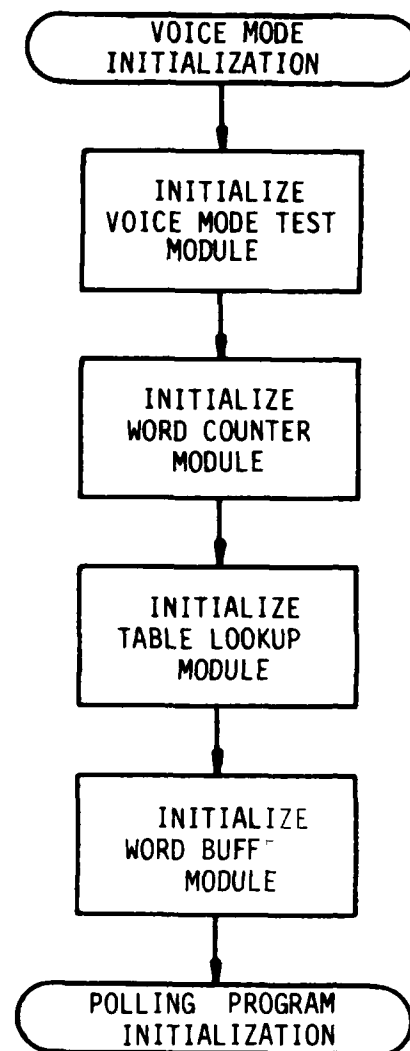 VOICE MODE
INITIALIZATION
INITIALIZE
VOICE MODE TEST
MODULE
INITIALIZE
WORD COUNTER
MODULE
INITIALIZE
TABLE LOOKUP
MODULE
INITIALIZE
WORD BUFF
MODULE
POLLING PROGRAM
INITIALIZATION